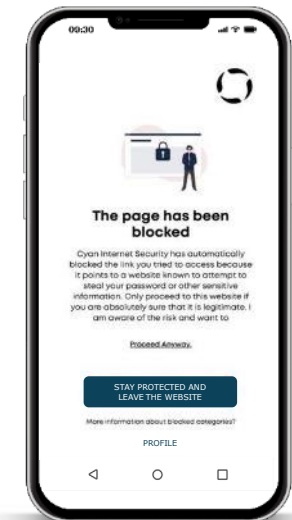 09:30
The page has been
blocked
Cyan Internet Security has automatically
blocked the link you tried to access because
it points to a website known to attempt to
steal your password or other sensitive
information. Only proceed to this website if
you are absolutely sure that it is legitimate. I
am aware of the risk and want to
Proceed Anyway.
STAY PROTECTED AND
LEAVE THE WEBSITE
More information about blocked categories?
PROFILE